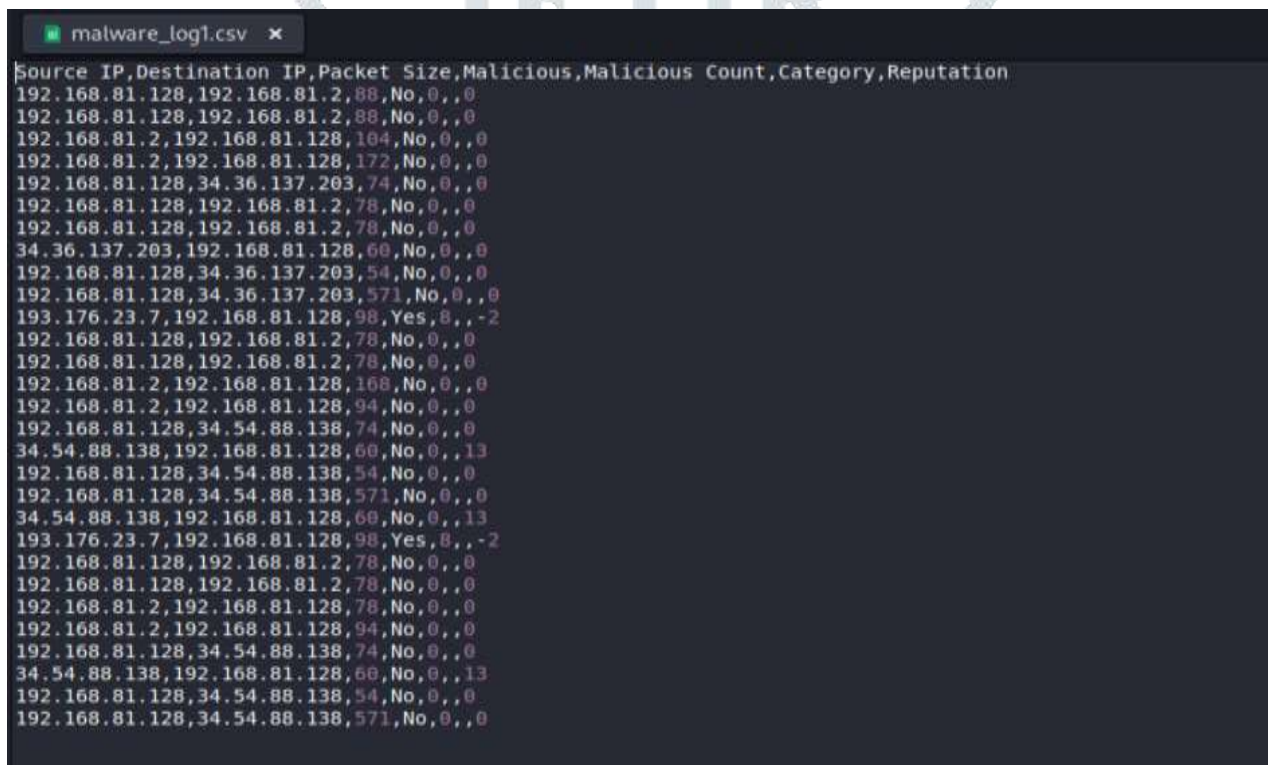 malware_log1.csv ×
Source IP,Destination IP,Packet Size,Malicious,Malicious Count,Category,Reputation
192.168.81.128,192.168.81.2,88,No,0,,0
192.168.81.128,192.168.81.2,88,No,0,,0
192.168.81.2,192.168.81.128,104,No,0,,0
192.168.81.2,192.168.81.128,172,No,0,,0
192.168.81.128,34.36.137.203,74,No,0,,0
192.168.81.128,192.168.81.2,78,No,0,,0
192.168.81.128,192.168.81.2,78,No,0,,0
34.36.137.203,192.168.81.128,60,No,0,,0
192.168.81.128,34.36.137.203,54,No,0,,0
192.168.81.128,34.36.137.203,571,No,0,,0
193.176.23.7,192.168.81.128,98,Yes,8,,-2
192.168.81.128,192.168.81.2,78,No,0,,0
192.168.81.128,192.168.81.2,78,No,0,,0
192.168.81.2,192.168.81.128,168,No,0,,0
192.168.81.2,192.168.81.128,94,No,0,,0
192.168.81.128,34.54.88.138,74,No,0,,0
34.54.88.138,192.168.81.128,60,No,0,,13
192.168.81.128,34.54.88.138,54,No,0,,0
192.168.81.128,34.54.88.138,571,No,0,,0
34.54.88.138,192.168.81.128,60,No,0,,13
193.176.23.7,192.168.81.128,98,Yes,8,,-2
192.168.81.128,192.168.81.2,78,No,0,,0
192.168.81.128,192.168.81.2,78,No,0,,0
192.168.81.2,192.168.81.128,78,No,0,,0
192.168.81.2,192.168.81.128,94,No,0,,0
192.168.81.128,34.54.88.138,74,No,0,,0
34.54.88.138,192.168.81.128,60,No,0,,13
192.168.81.128,34.54.88.138,54,No,0,,0
192.168.81.128,34.54.88.138,571,No,0,,0